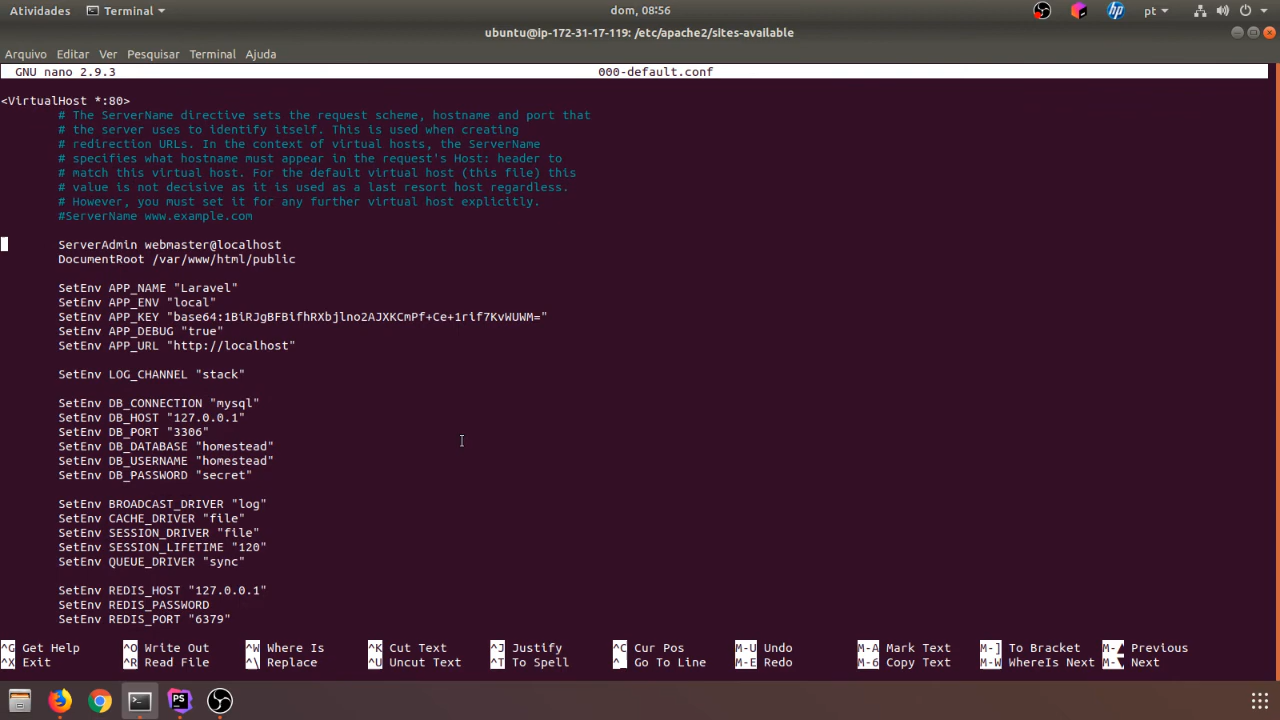 Atividades Terminal dom, 08:56 pt
ubuntu@ip-172-31-17-119: /etc/apache2/sites-available
Arquivo Editar Ver Pesquisar Terminal Ajuda
GNU nano 2.9.3 000-default.conf
<VirtualHost *:80>
# The ServerName directive sets the request scheme, hostname and port that
# the server uses to identify itself. This is used when creating
# redirection URLs. In the context of virtual hosts, the ServerName
# specifies what hostname must appear in the request's Host: header to
# match this virtual host. For the default virtual host (this file) this
# value is not decisive as it is used as a last resort host regardless.
# However, you must set it for any further virtual host explicitly.
#ServerName www.example.com
ServerAdmin webmaster@localhost
DocumentRoot /var/www/html/public
SetEnv APP_NAME "Laravel"
SetEnv APP_ENV "local"
SetEnv APP_KEY "base64:1BiRJgBFBifhRXbjlno2AJXKCmPf+Ce+1rif7KvWUWM="
SetEnv APP_DEBUG "true"
SetEnv APP_URL "http://localhost"
SetEnv LOG_CHANNEL "stack"
SetEnv DB_CONNECTION "mysql"
SetEnv DB_HOST "127.0.0.1"
SetEnv DB_PORT "3306"
SetEnv DB_DATABASE "homestead"
SetEnv DB_USERNAME "homestead"
SetEnv DB_PASSWORD "secret"
SetEnv BROADCAST_DRIVER "log"
SetEnv CACHE_DRIVER "file"
SetEnv SESSION_DRIVER "file"
SetEnv SESSION_LIFETIME "120"
SetEnv QUEUE_DRIVER "sync"
SetEnv REDIS_HOST "127.0.0.1"
SetEnv REDIS_PASSWORD
SetEnv REDIS_PORT "6379"
^G Get Help ^O Write Out ^W Where Is ^K Cut Text ^J Justify ^C Cur Pos M-U Undo M-A Mark Text M-] To Bracket M-▲ Previous
^X Exit ^R Read File ^\ Replace ^U Uncut Text ^T To Spell ^_ Go To Line M-E Redo M-6 Copy Text M-W WhereIs Next M-▼ Next
PS